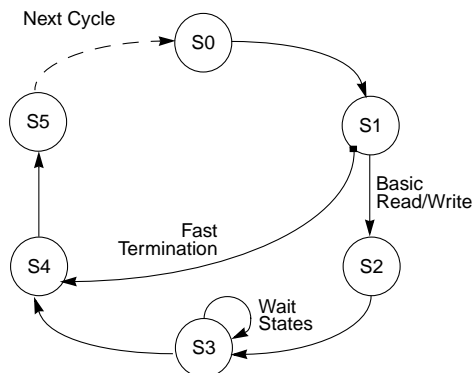 Next Cycle
S0
S5
S1
Basic
Read/Write
Fast
Termination
S4
S2
Wait
States
S3